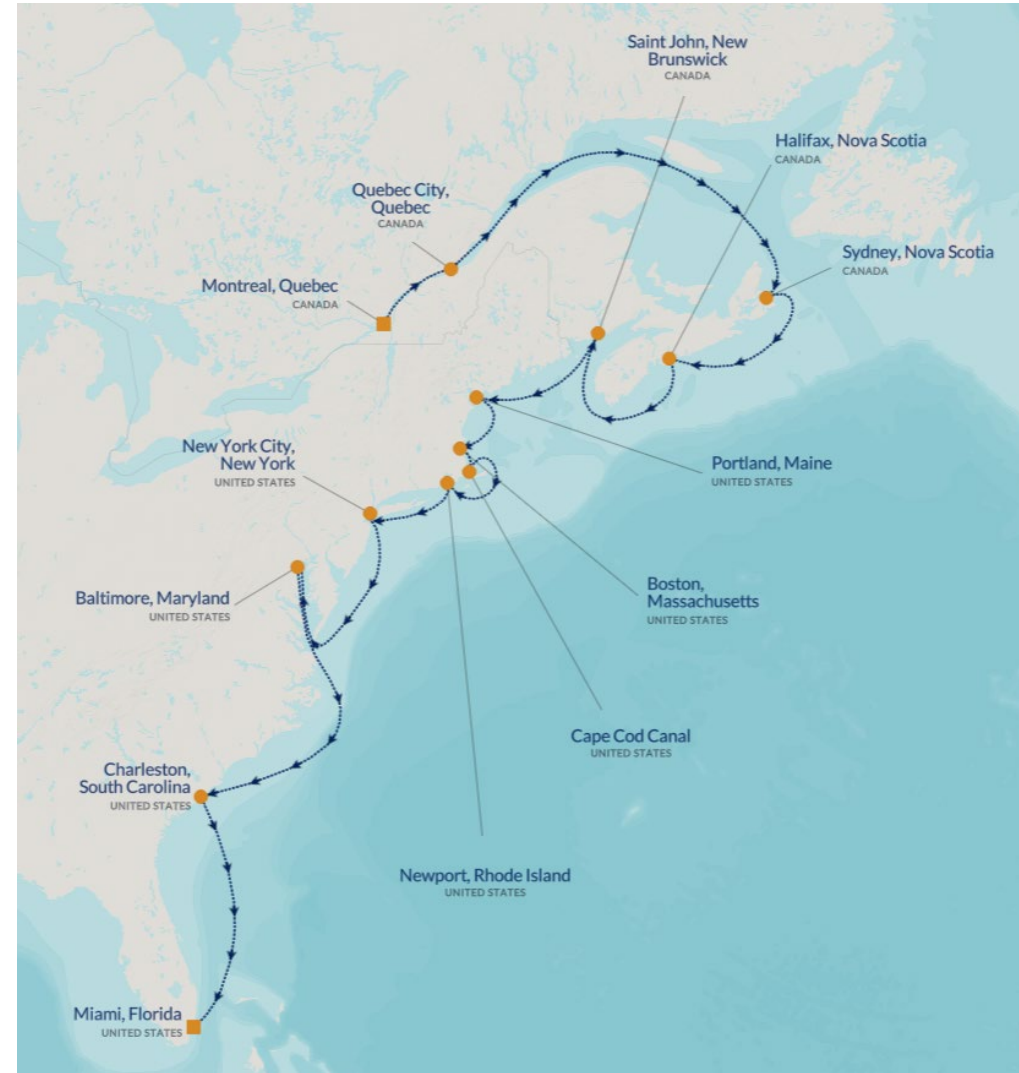 Saint John, New
Brunswick
CANADA
Halifax, Nova Scotia
CANADA
Quebec City,
Quebec
CANADA
Sydney, Nova Scotia
CANADA
Montreal, Quebec
CANADA
New York City,
New York
UNITED STATES
Portland, Maine
UNITED STATES
Baltimore, Maryland
UNITED STATES
Boston,
Massachusetts
UNITED STATES
Cape Cod Canal
UNITED STATES
Charleston,
South Carolina
UNITED STATES
Newport, Rhode Island
UNITED STATES
Miami, Florida
UNITED STATES